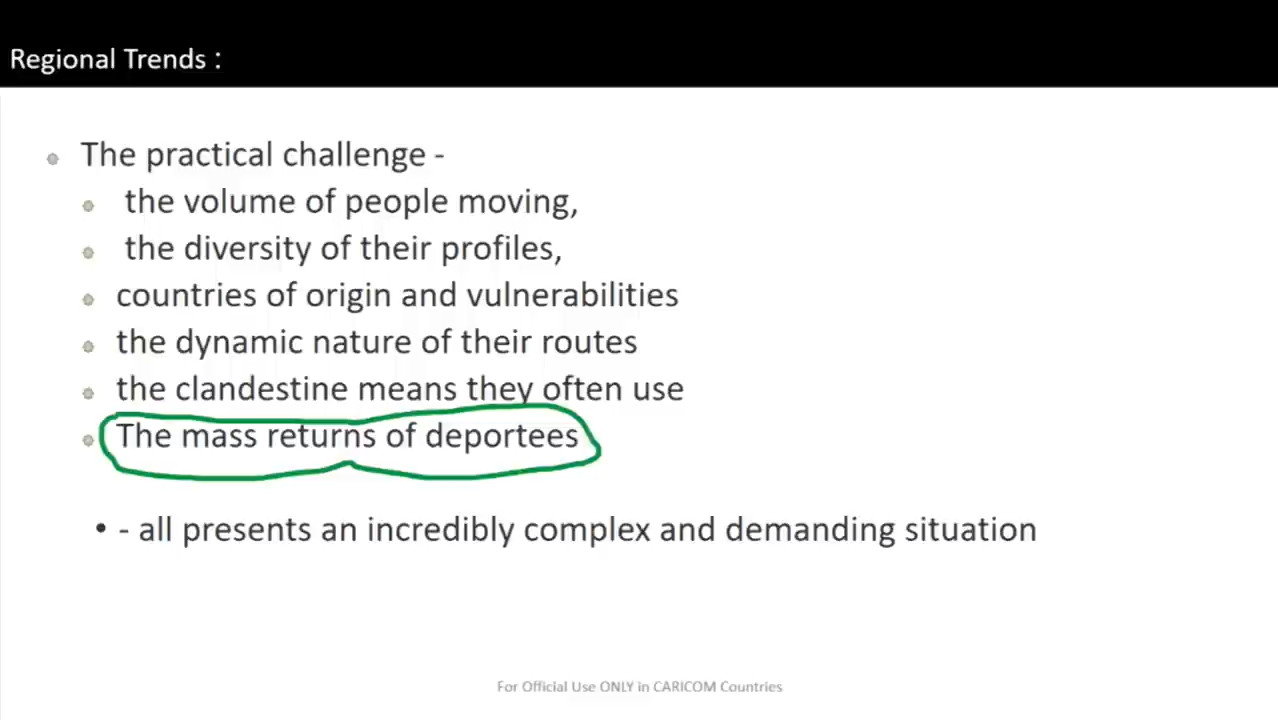 Regional Trends :
The practical challenge -
the volume of people moving,
the diversity of their profiles,
countries of origin and vulnerabilities
the dynamic nature of their routes
the clandestine means they often use
The mass returns of deportees
• - all presents an incredibly complex and demanding situation
For Official Use ONLY in CARICOM Countries